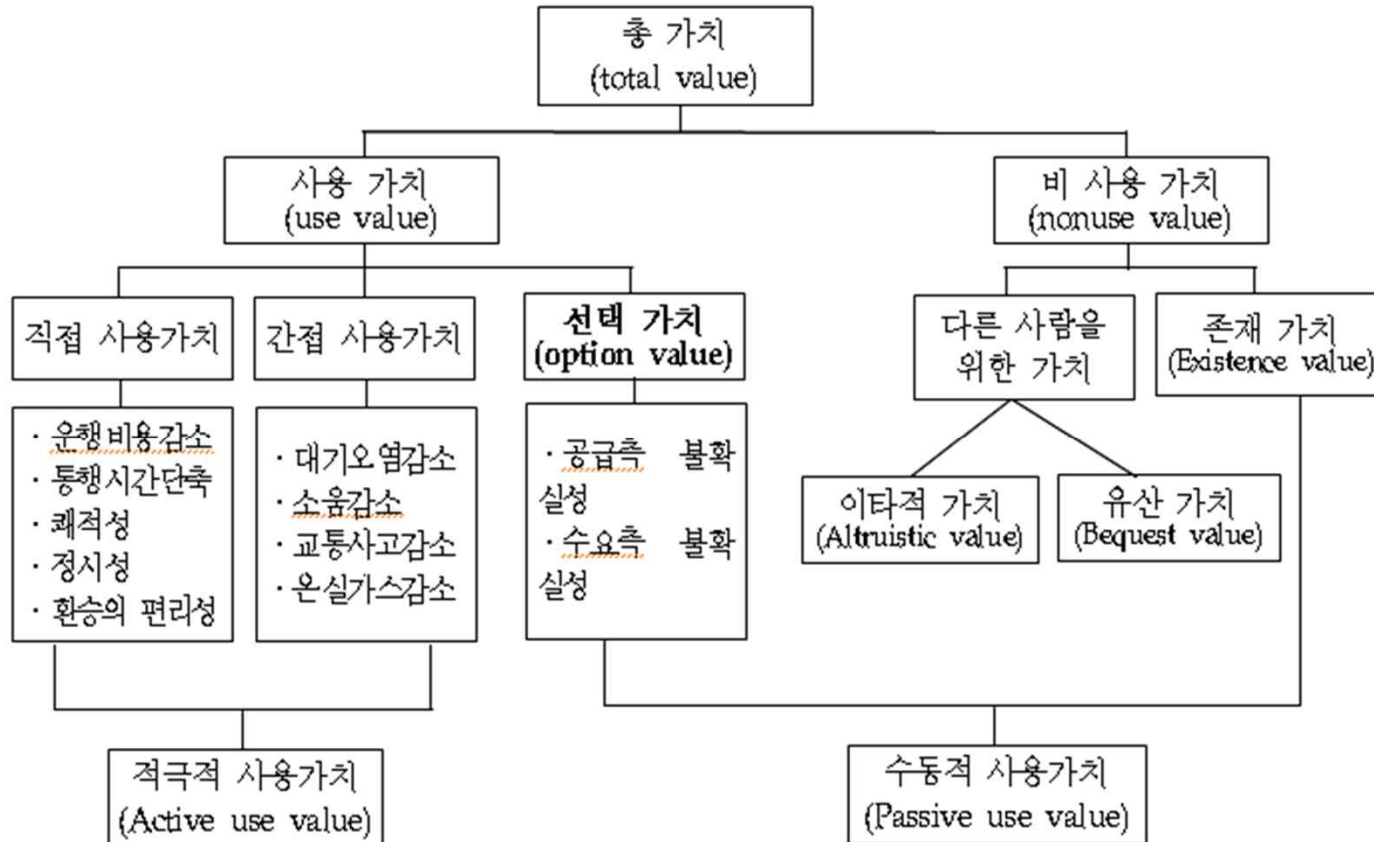 총 가치
(total value)
사용 가치
(use value)
비 사용 가치
(nonuse value)
직접 사용가치
간접 사용가치
선택 가치
(option value)
다른 사람을
위한 가치
존재 가치
(Existence value)
· 운행비용감소
· 통행시간단축
· 쾌적성
· 정시성
· 환승의 편리성
· 대기오염감소
· 소음감소
· 교통사고감소
· 온실가스감소
· 공급측 불확
실성
· 수요측 불확
실성
이타적 가치
(Altruistic value)
유산 가치
(Bequest value)
적극적 사용가치
(Active use value)
수동적 사용가치
(Passive use value)